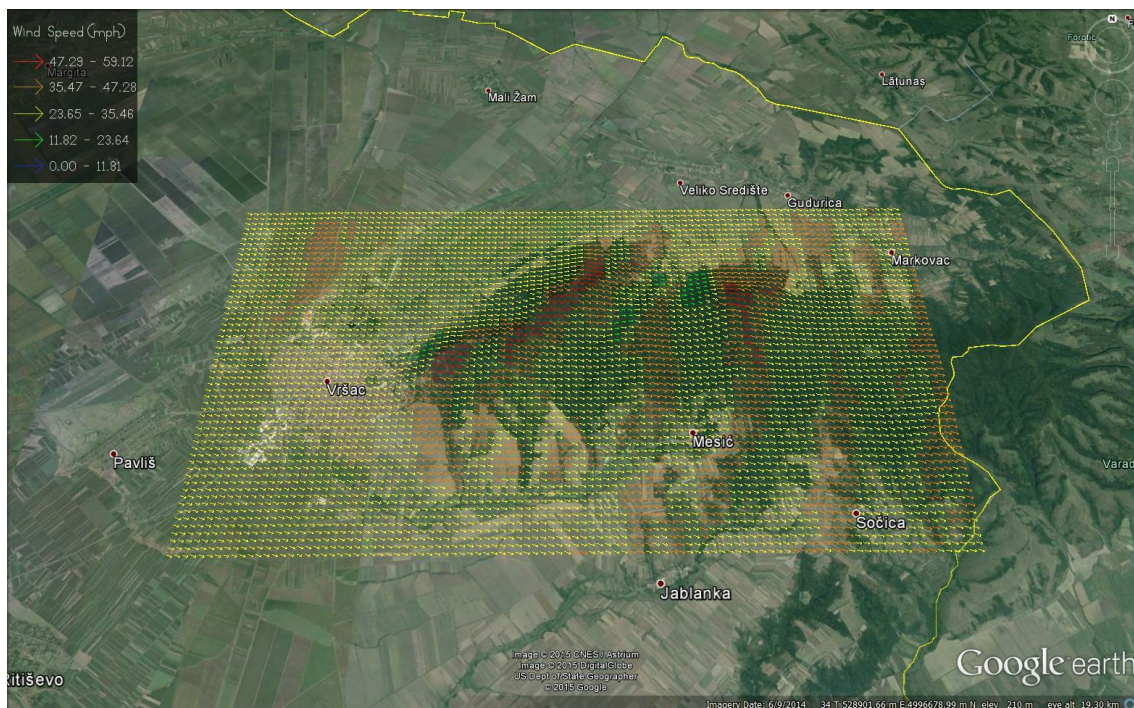 Wind Speed (mph)
47.29 - 59.12
Margita
35.47 - 47.28
23.65 - 35.46
11.82 - 23.64
0.00 - 11.81
N
Forotic
Lătunaș
Mali Žam
Veliko Središte
Gudurica
Markovac
Vršac
Mesić
Pavliš
Varad
Sočica
Jablanka
Ritiševo
Image © 2015 CNES / Astrium
Image © 2015 DigitalGlobe
US Dept of State Geographer
© 2015 Google
Google earth
Imagery Date: 6/9/2014 34 T 528901.66 m E 4996678.99 m N elev 210 m eye alt 19.30 km